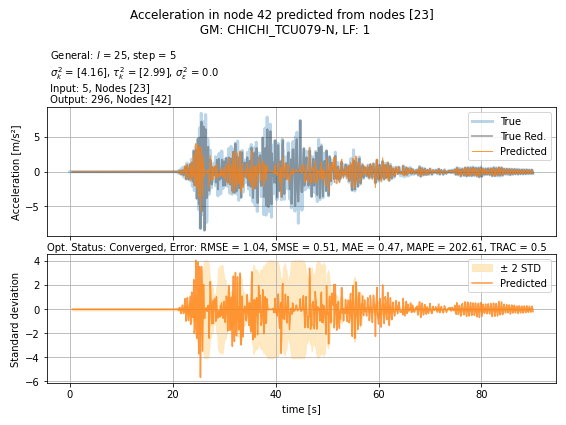 Acceleration in node 42 predicted from nodes [23]
GM: CHICHI_TCU079-N, LF: 1
General: l = 25, step = 5
σ²ₖ = [4.16], τ²ₖ = [2.99], σ²ε = 0.0
Input: 5, Nodes [23]
Output: 296, Nodes [42]
Acceleration [m/s²]
5
0
−5
True
True Red.
Predicted
Opt. Status: Converged, Error: RMSE = 1.04, SMSE = 0.51, MAE = 0.47, MAPE = 202.61, TRAC = 0.5
Standard deviation
4
2
0
−2
−4
−6
± 2 STD
Predicted
0 20 40 60 80
time [s]